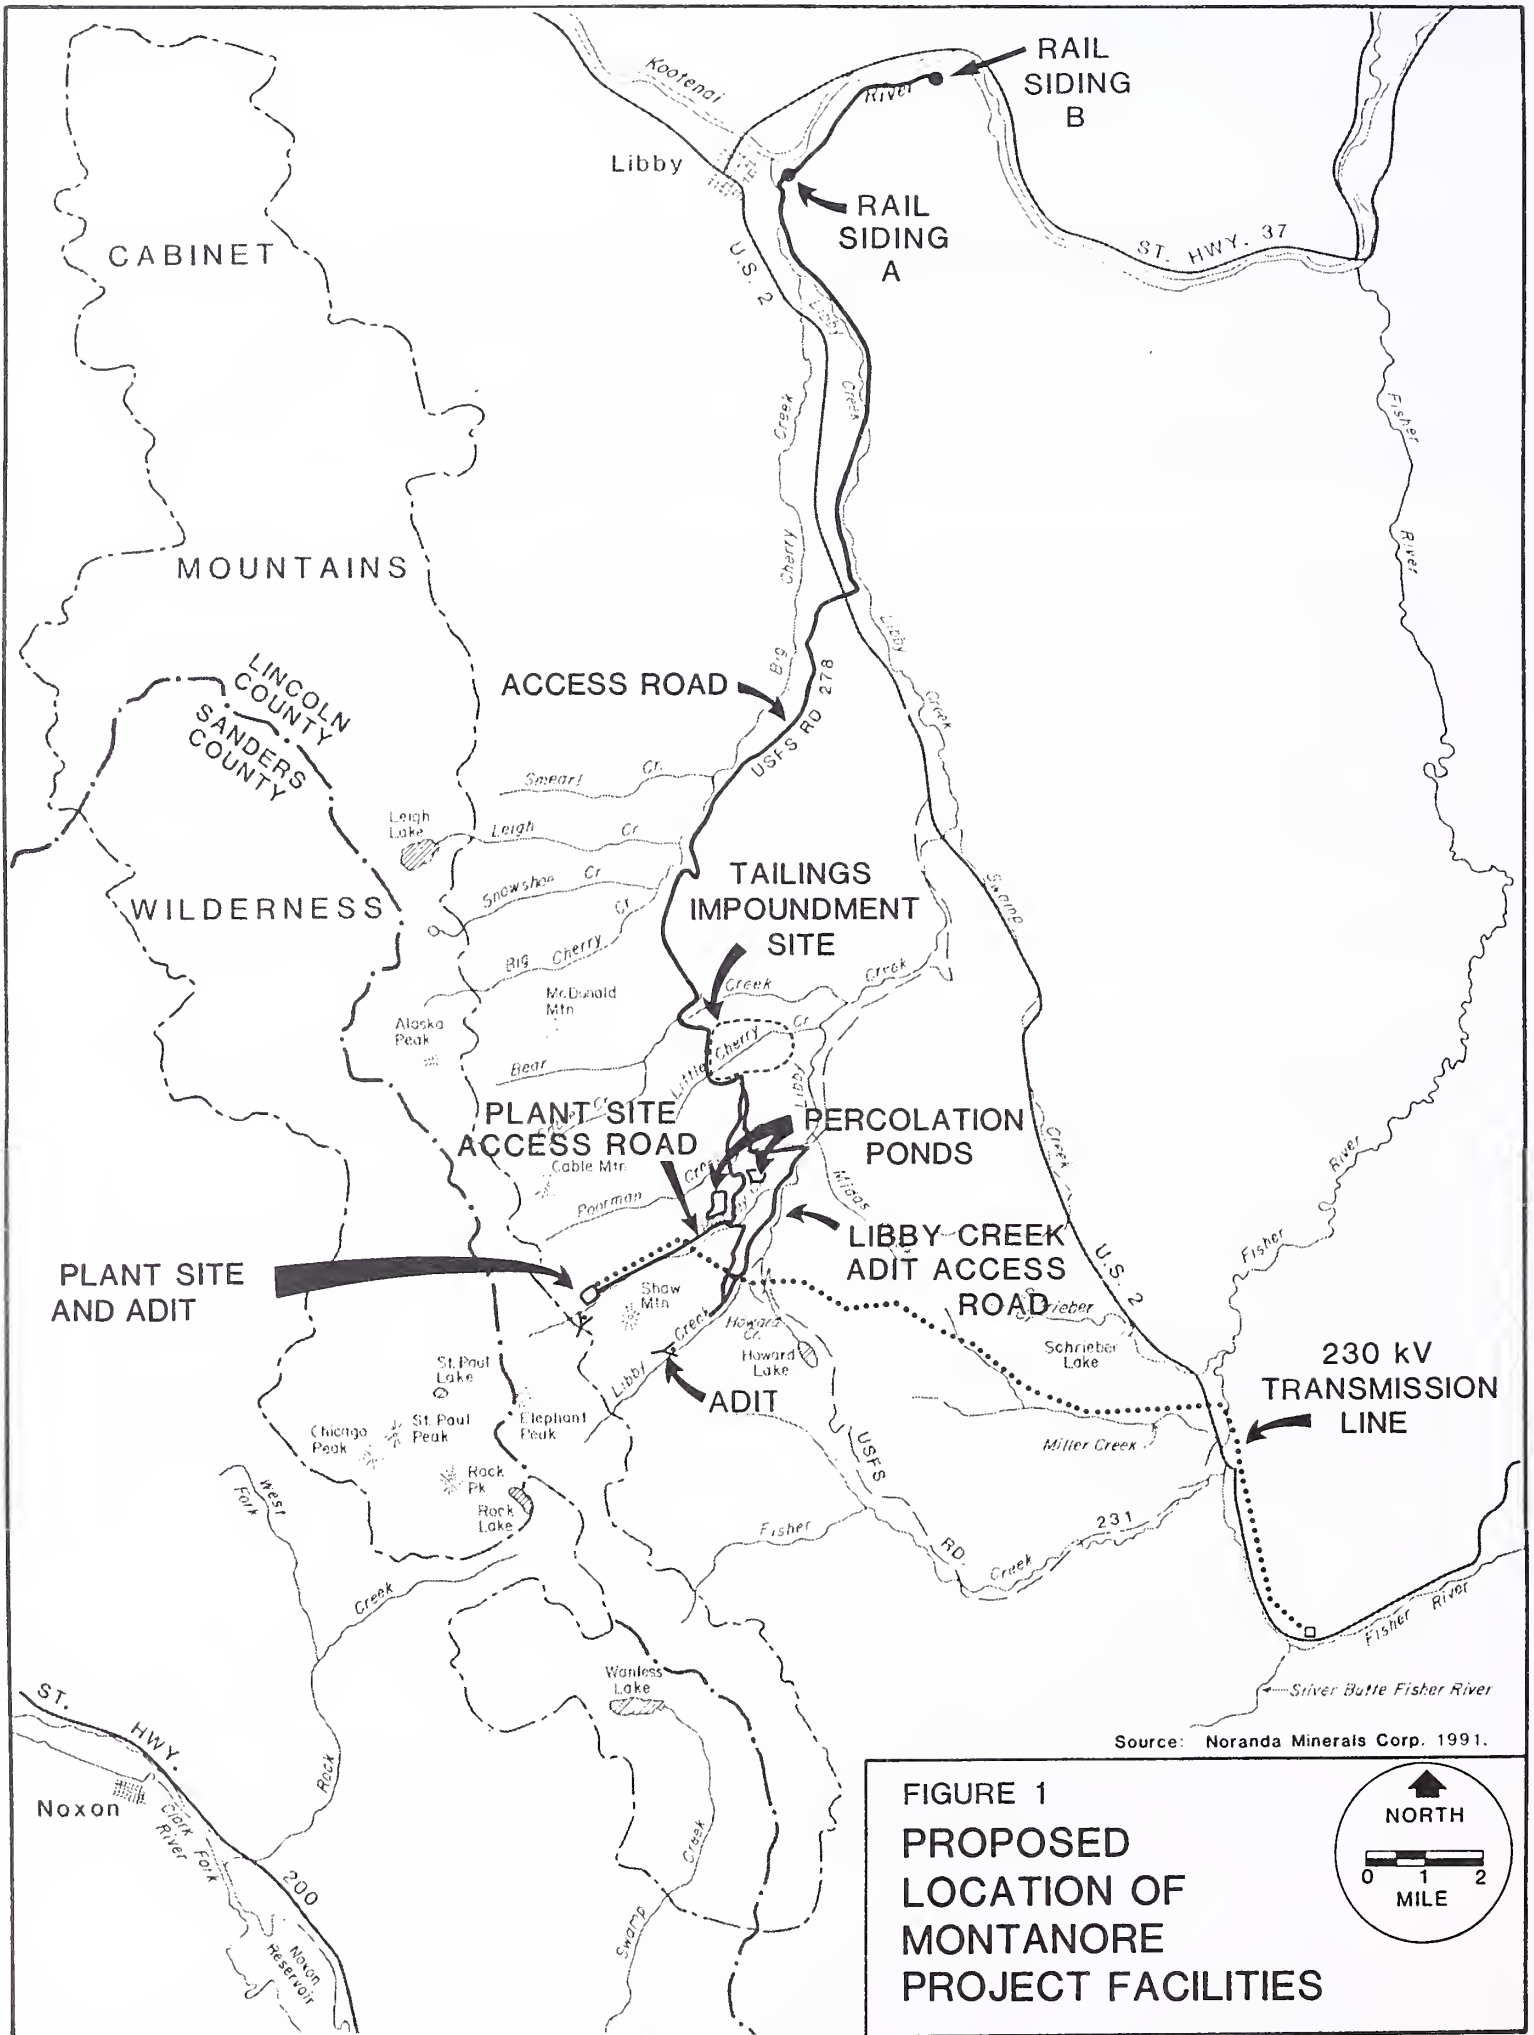 RAIL
SIDING
B
Kootenai
River
Libby
RAIL
SIDING
A
ST. HWY. 37
CABINET
U.S. 2
Libby
Creek
Creek
Fisher
Cherry
River
MOUNTAINS
Libby
Big
LINCOLN
COUNTY
SANDERS
COUNTY
ACCESS ROAD
USFS RD 278
Creek
Cr.
Leigh
Lake
Leigh
Cr
TAILINGS
IMPOUNDMENT
SITE
Snowshoe
Cr
Swamp
WILDERNESS
Cr
Big Cherry
Creek
Creek
McDonald
Mtn
Alaska
Peak
Cherry
Cr
Bear
Little
Libby
Cr
PLANT SITE
ACCESS ROAD
PERCOLATION
PONDS
Creek
Cable Mtn
Poorman
Midas
River
LIBBY CREEK
ADIT ACCESS
ROAD
Fisher
U.S. 2
PLANT SITE
AND ADIT
Shaw
Mtn
Howard
Cr.
Creek
Howard
Lake
Schrieber
Lake
230 kV
TRANSMISSION
LINE
St. Paul
Lake
Libby
ADIT
Chicago
Peak
St. Paul
Peak
Elephant
Peak
Miller Creek
USFS
Rock
Pk
Rock
Lake
West
Fork
Fisher
231
RD.
Creek
Creek
Fisher River
Wanless
Lake
Silver Butte Fisher River
ST.
HWY.
Source: Noranda Minerals Corp. 1991.
Rock
Noxon
Clark Fork
River
Creek
200
Swamp
Noxon
Reservoir
FIGURE 1
PROPOSED
LOCATION OF
MONTANORE
PROJECT FACILITIES
NORTH
0 1 2
MILE